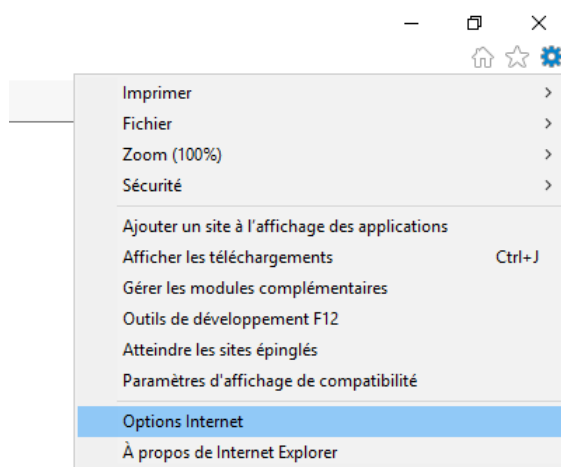 Imprimer
Fichier
Zoom (100%)
Sécurité
Ajouter un site à l'affichage des applications
Afficher les téléchargements Ctrl+J
Gérer les modules complémentaires
Outils de développement F12
Atteindre les sites épinglés
Paramètres d'affichage de compatibilité
Options Internet
À propos de Internet Explorer